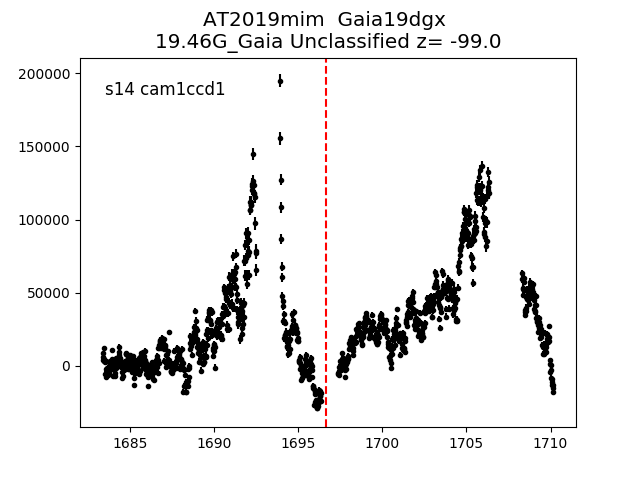 AT2019mim  Gaia19dgx
19.46G_Gaia Unclassified z= -99.0
s14 cam1ccd1
200000
150000
100000
50000
0
1685 1690 1695 1700 1705 1710